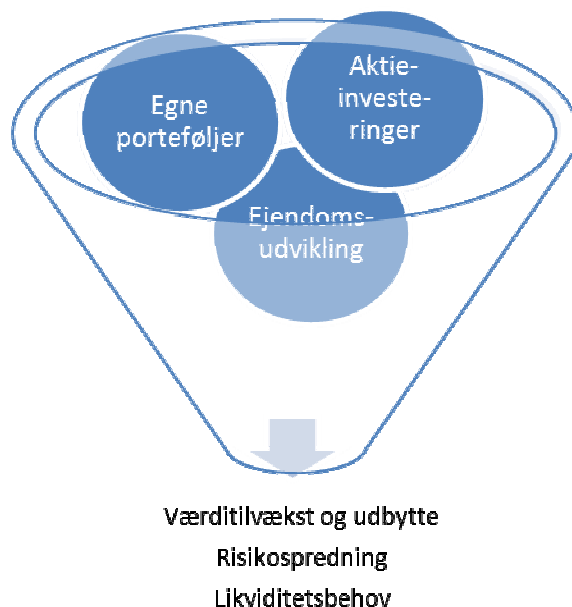 Egne
porteføljer
Aktie-
investe-
ringer
Ejendoms-
udvikling
Værditilvækst og udbytte
Risikospredning
Likviditetsbehov